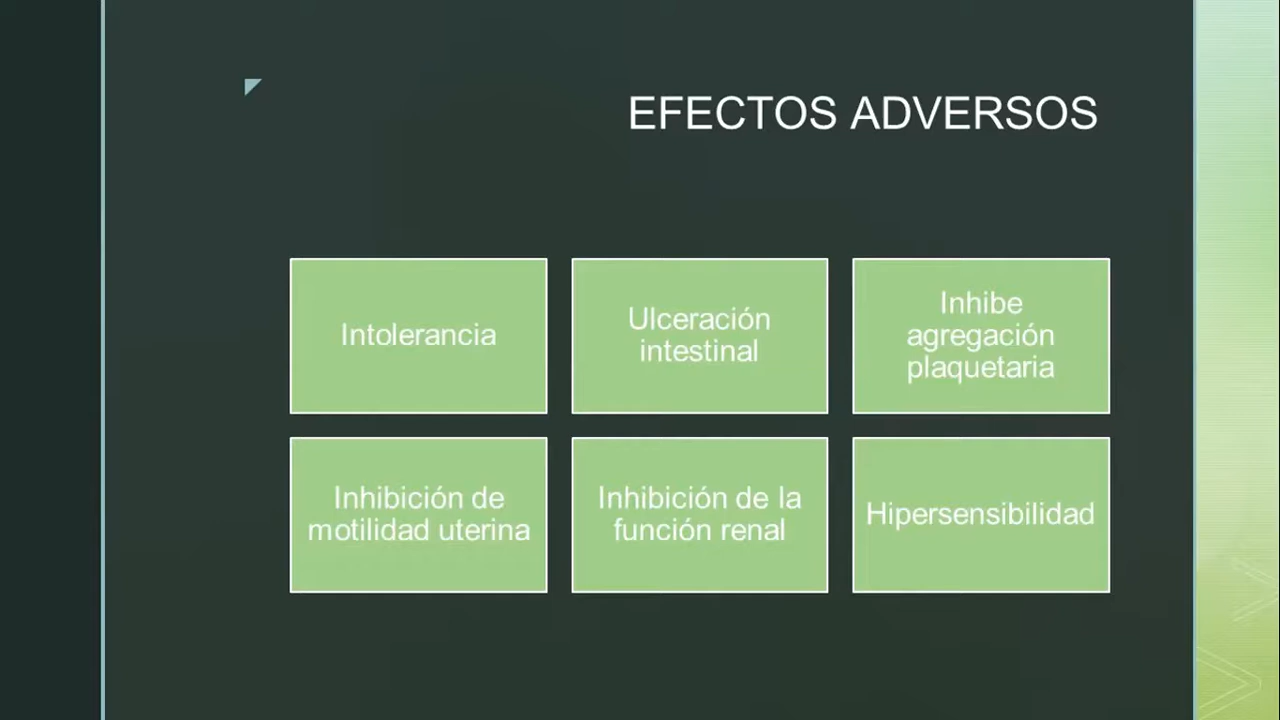 EFECTOS ADVERSOS
Intolerancia
Ulceración
intestinal
Inhibe
agregación
plaquetaria
Inhibición de
motilidad uterina
Inhibición de la
función renal
Hipersensibilidad